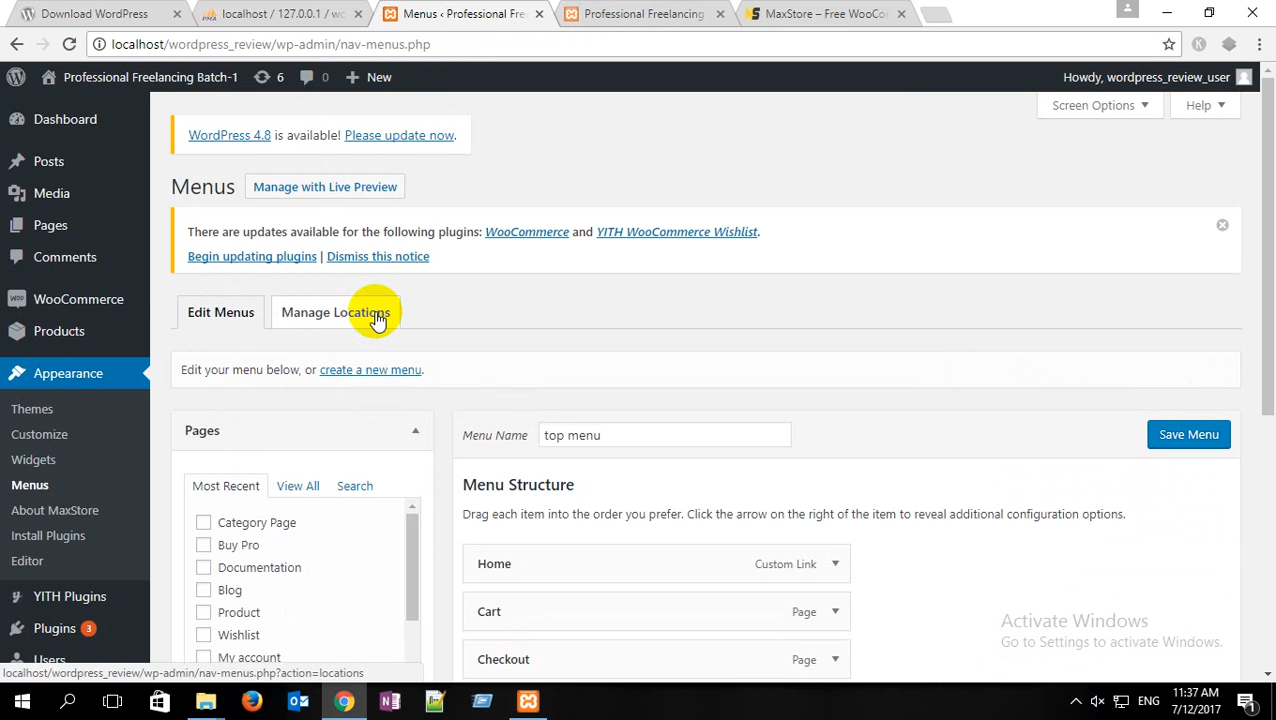 Download WordPress
localhost / 127.0.0.1 / wc
Menus ‹ Professional Fre
Professional Freelancing
MaxStore – Free WooCo
localhost/wordpress_review/wp-admin/nav-menus.php
Professional Freelancing Batch-1
6
0
New
Howdy, wordpress_review_user
Screen Options
Help
Dashboard
Posts
Media
Pages
Comments
WooCommerce
Products
Appearance
Themes
Customize
Widgets
Menus
About MaxStore
Install Plugins
Editor
YITH Plugins
Plugins 3
Users
WordPress 4.8 is available! Please update now.
Menus
Manage with Live Preview
There are updates available for the following plugins: WooCommerce and YITH WooCommerce Wishlist.
Begin updating plugins | Dismiss this notice
Edit Menus
Manage Locations
Edit your menu below, or create a new menu.
Pages
Most Recent
View All
Search
Category Page
Buy Pro
Documentation
Blog
Product
Wishlist
My account
Menu Name
top menu
Save Menu
Menu Structure
Drag each item into the order you prefer. Click the arrow on the right of the item to reveal additional configuration options.
Home
Custom Link
Cart
Page
Checkout
Page
Activate Windows
Go to Settings to activate Windows.
localhost/wordpress_review/wp-admin/nav-menus.php?action=locations
ENG
11:37 AM
7/12/2017
1